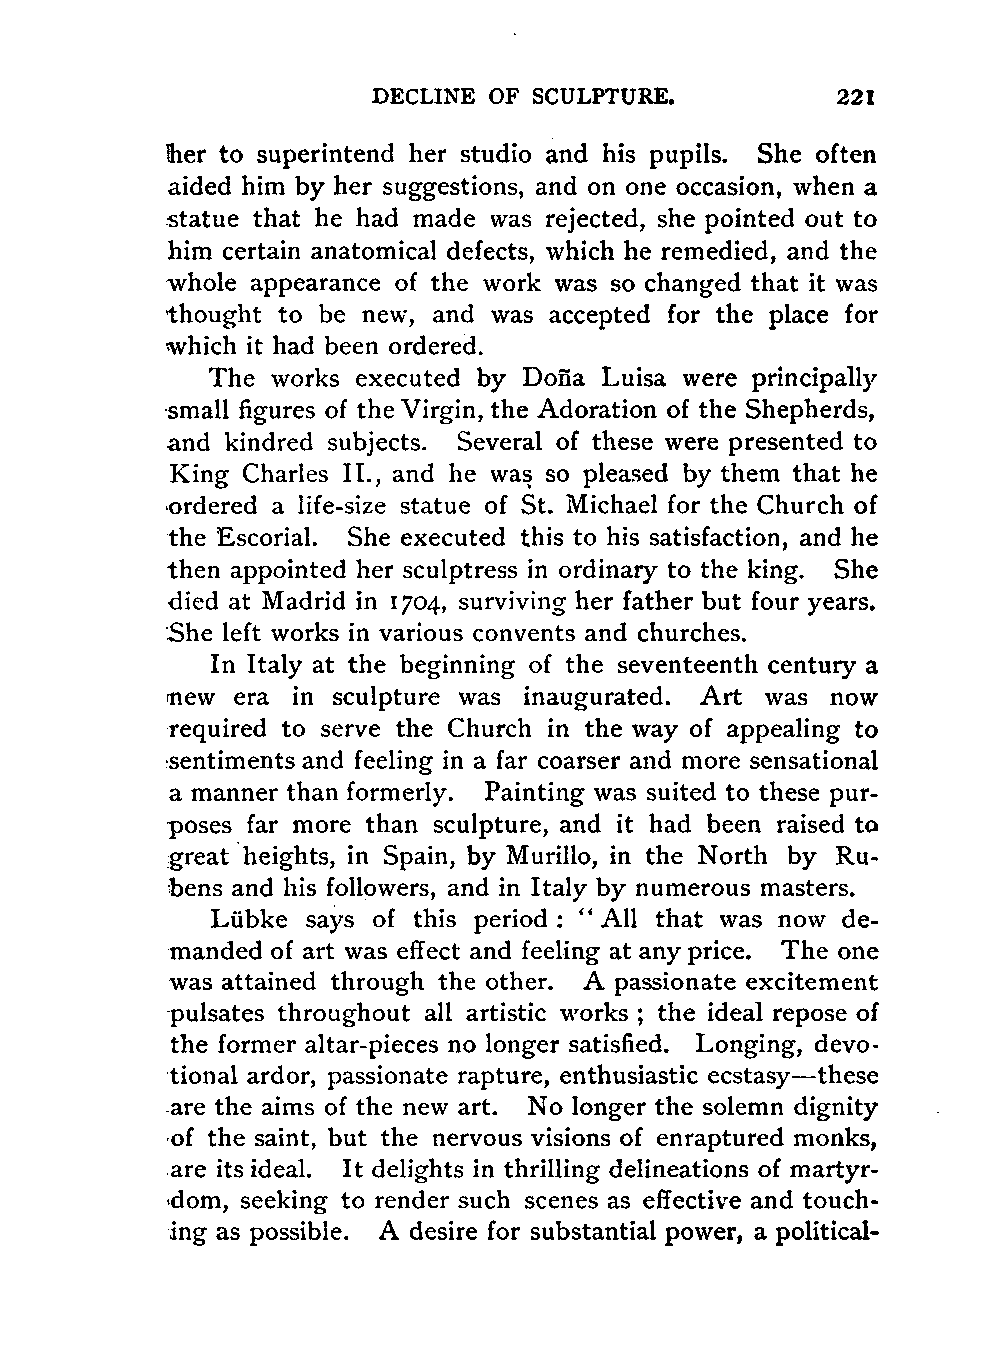 DECLINE OF SCULPTURE. 221
her to superintend her studio and his pupils. She often
aided him by her suggestions, and on one occasion, when a
statue that he had made was rejected, she pointed out to
him certain anatomical defects, which he remedied, and the
whole appearance of the work was so changed that it was
thought to be new, and was accepted for the place for
which it had been ordered.
The works executed by Doña Luisa were principally
small figures of the Virgin, the Adoration of the Shepherds,
and kindred subjects. Several of these were presented to
King Charles II., and he was so pleased by them that he
ordered a life-size statue of St. Michael for the Church of
the Escorial. She executed this to his satisfaction, and he
then appointed her sculptress in ordinary to the king. She
died at Madrid in 1704, surviving her father but four years.
She left works in various convents and churches.
In Italy at the beginning of the seventeenth century a
new era in sculpture was inaugurated. Art was now
required to serve the Church in the way of appealing to
sentiments and feeling in a far coarser and more sensational
a manner than formerly. Painting was suited to these pur-
poses far more than sculpture, and it had been raised to
great heights, in Spain, by Murillo, in the North by Ru-
bens and his followers, and in Italy by numerous masters.
Lübke says of this period : “ All that was now de-
manded of art was effect and feeling at any price. The one
was attained through the other. A passionate excitement
pulsates throughout all artistic works ; the ideal repose of
the former altar-pieces no longer satisfied. Longing, devo-
tional ardor, passionate rapture, enthusiastic ecstasy—these
are the aims of the new art. No longer the solemn dignity
of the saint, but the nervous visions of enraptured monks,
are its ideal. It delights in thrilling delineations of martyr-
dom, seeking to render such scenes as effective and touch-
ing as possible. A desire for substantial power, a political-